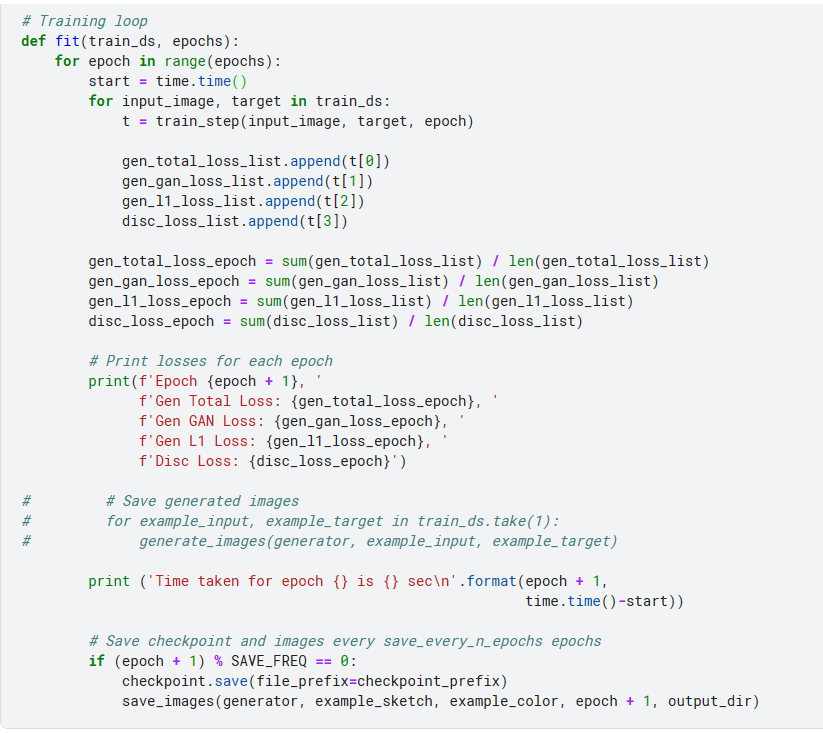 # Training loop
def fit(train_ds, epochs):
    for epoch in range(epochs):
        start = time.time()
        for input_image, target in train_ds:
            t = train_step(input_image, target, epoch)

            gen_total_loss_list.append(t[0])
            gen_gan_loss_list.append(t[1])
            gen_l1_loss_list.append(t[2])
            disc_loss_list.append(t[3])

        gen_total_loss_epoch = sum(gen_total_loss_list) / len(gen_total_loss_list)
        gen_gan_loss_epoch = sum(gen_gan_loss_list) / len(gen_gan_loss_list)
        gen_l1_loss_epoch = sum(gen_l1_loss_list) / len(gen_l1_loss_list)
        disc_loss_epoch = sum(disc_loss_list) / len(disc_loss_list)

        # Print losses for each epoch
        print(f'Epoch {epoch + 1}, '
              f'Gen Total Loss: {gen_total_loss_epoch}, '
              f'Gen GAN Loss: {gen_gan_loss_epoch}, '
              f'Gen L1 Loss: {gen_l1_loss_epoch}, '
              f'Disc Loss: {disc_loss_epoch}')

#         # Save generated images
#         for example_input, example_target in train_ds.take(1):
#             generate_images(generator, example_input, example_target)

        print ('Time taken for epoch {} is {} sec\n'.format(epoch + 1,
                                                            time.time()-start))

        # Save checkpoint and images every save_every_n_epochs epochs
        if (epoch + 1) % SAVE_FREQ == 0:
            checkpoint.save(file_prefix=checkpoint_prefix)
            save_images(generator, example_sketch, example_color, epoch + 1, output_dir)